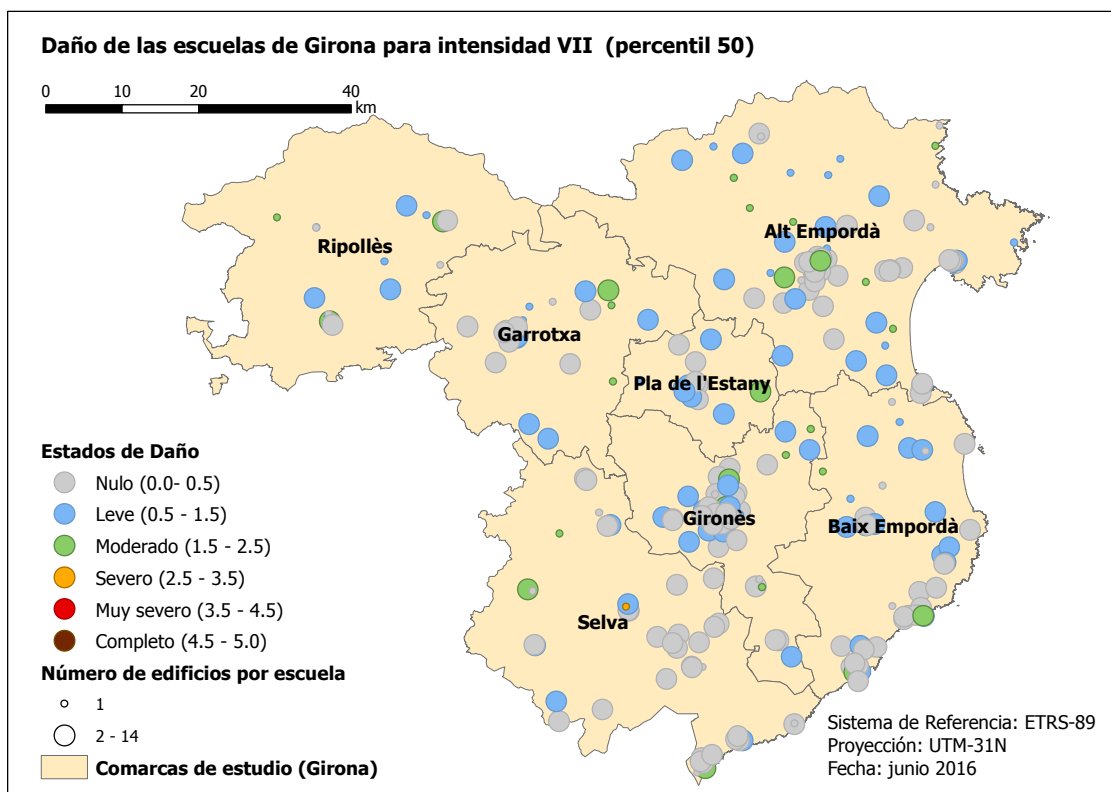 Daño de las escuelas de Girona para intensidad VII (percentil 50)
0 10 20 40
km
Ripollès
Alt Empordà
Garrotxa
Pla de l'Estany
Gironès
Baix Empordà
Selva
Estados de Daño
Nulo (0.0- 0.5)
Leve (0.5 - 1.5)
Moderado (1.5 - 2.5)
Severo (2.5 - 3.5)
Muy severo (3.5 - 4.5)
Completo (4.5 - 5.0)
Número de edificios por escuela
1
2 - 14
Comarcas de estudio (Girona)
Sistema de Referencia: ETRS-89
Proyección: UTM-31N
Fecha: junio 2016